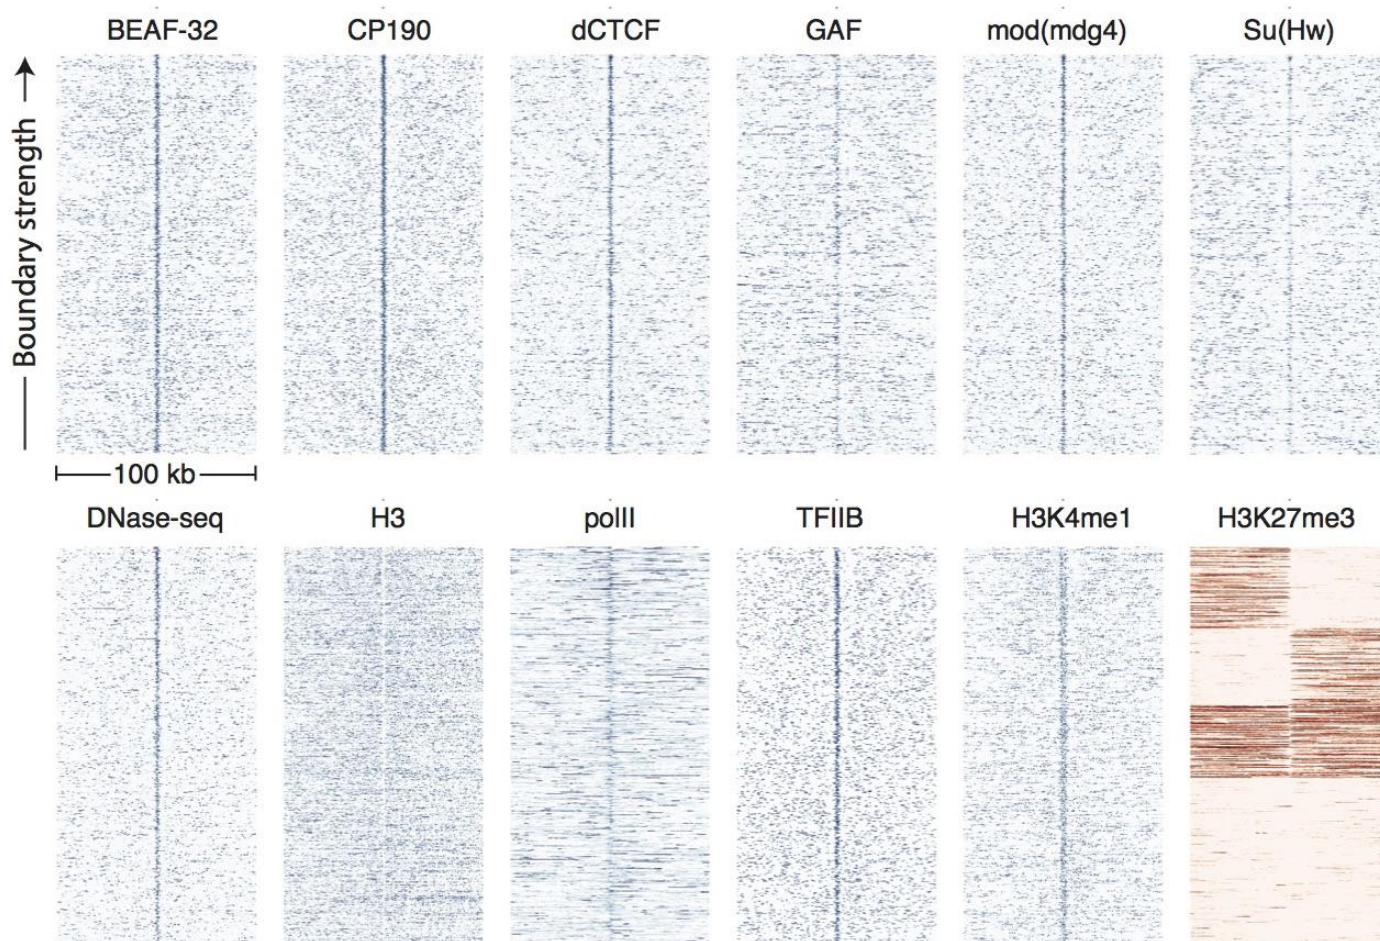 BEAF-32 CP190 dCTCF GAF mod(mdg4) Su(Hw)
Boundary strength
100 kb
DNase-seq H3 polII TFIIB H3K4me1 H3K27me3